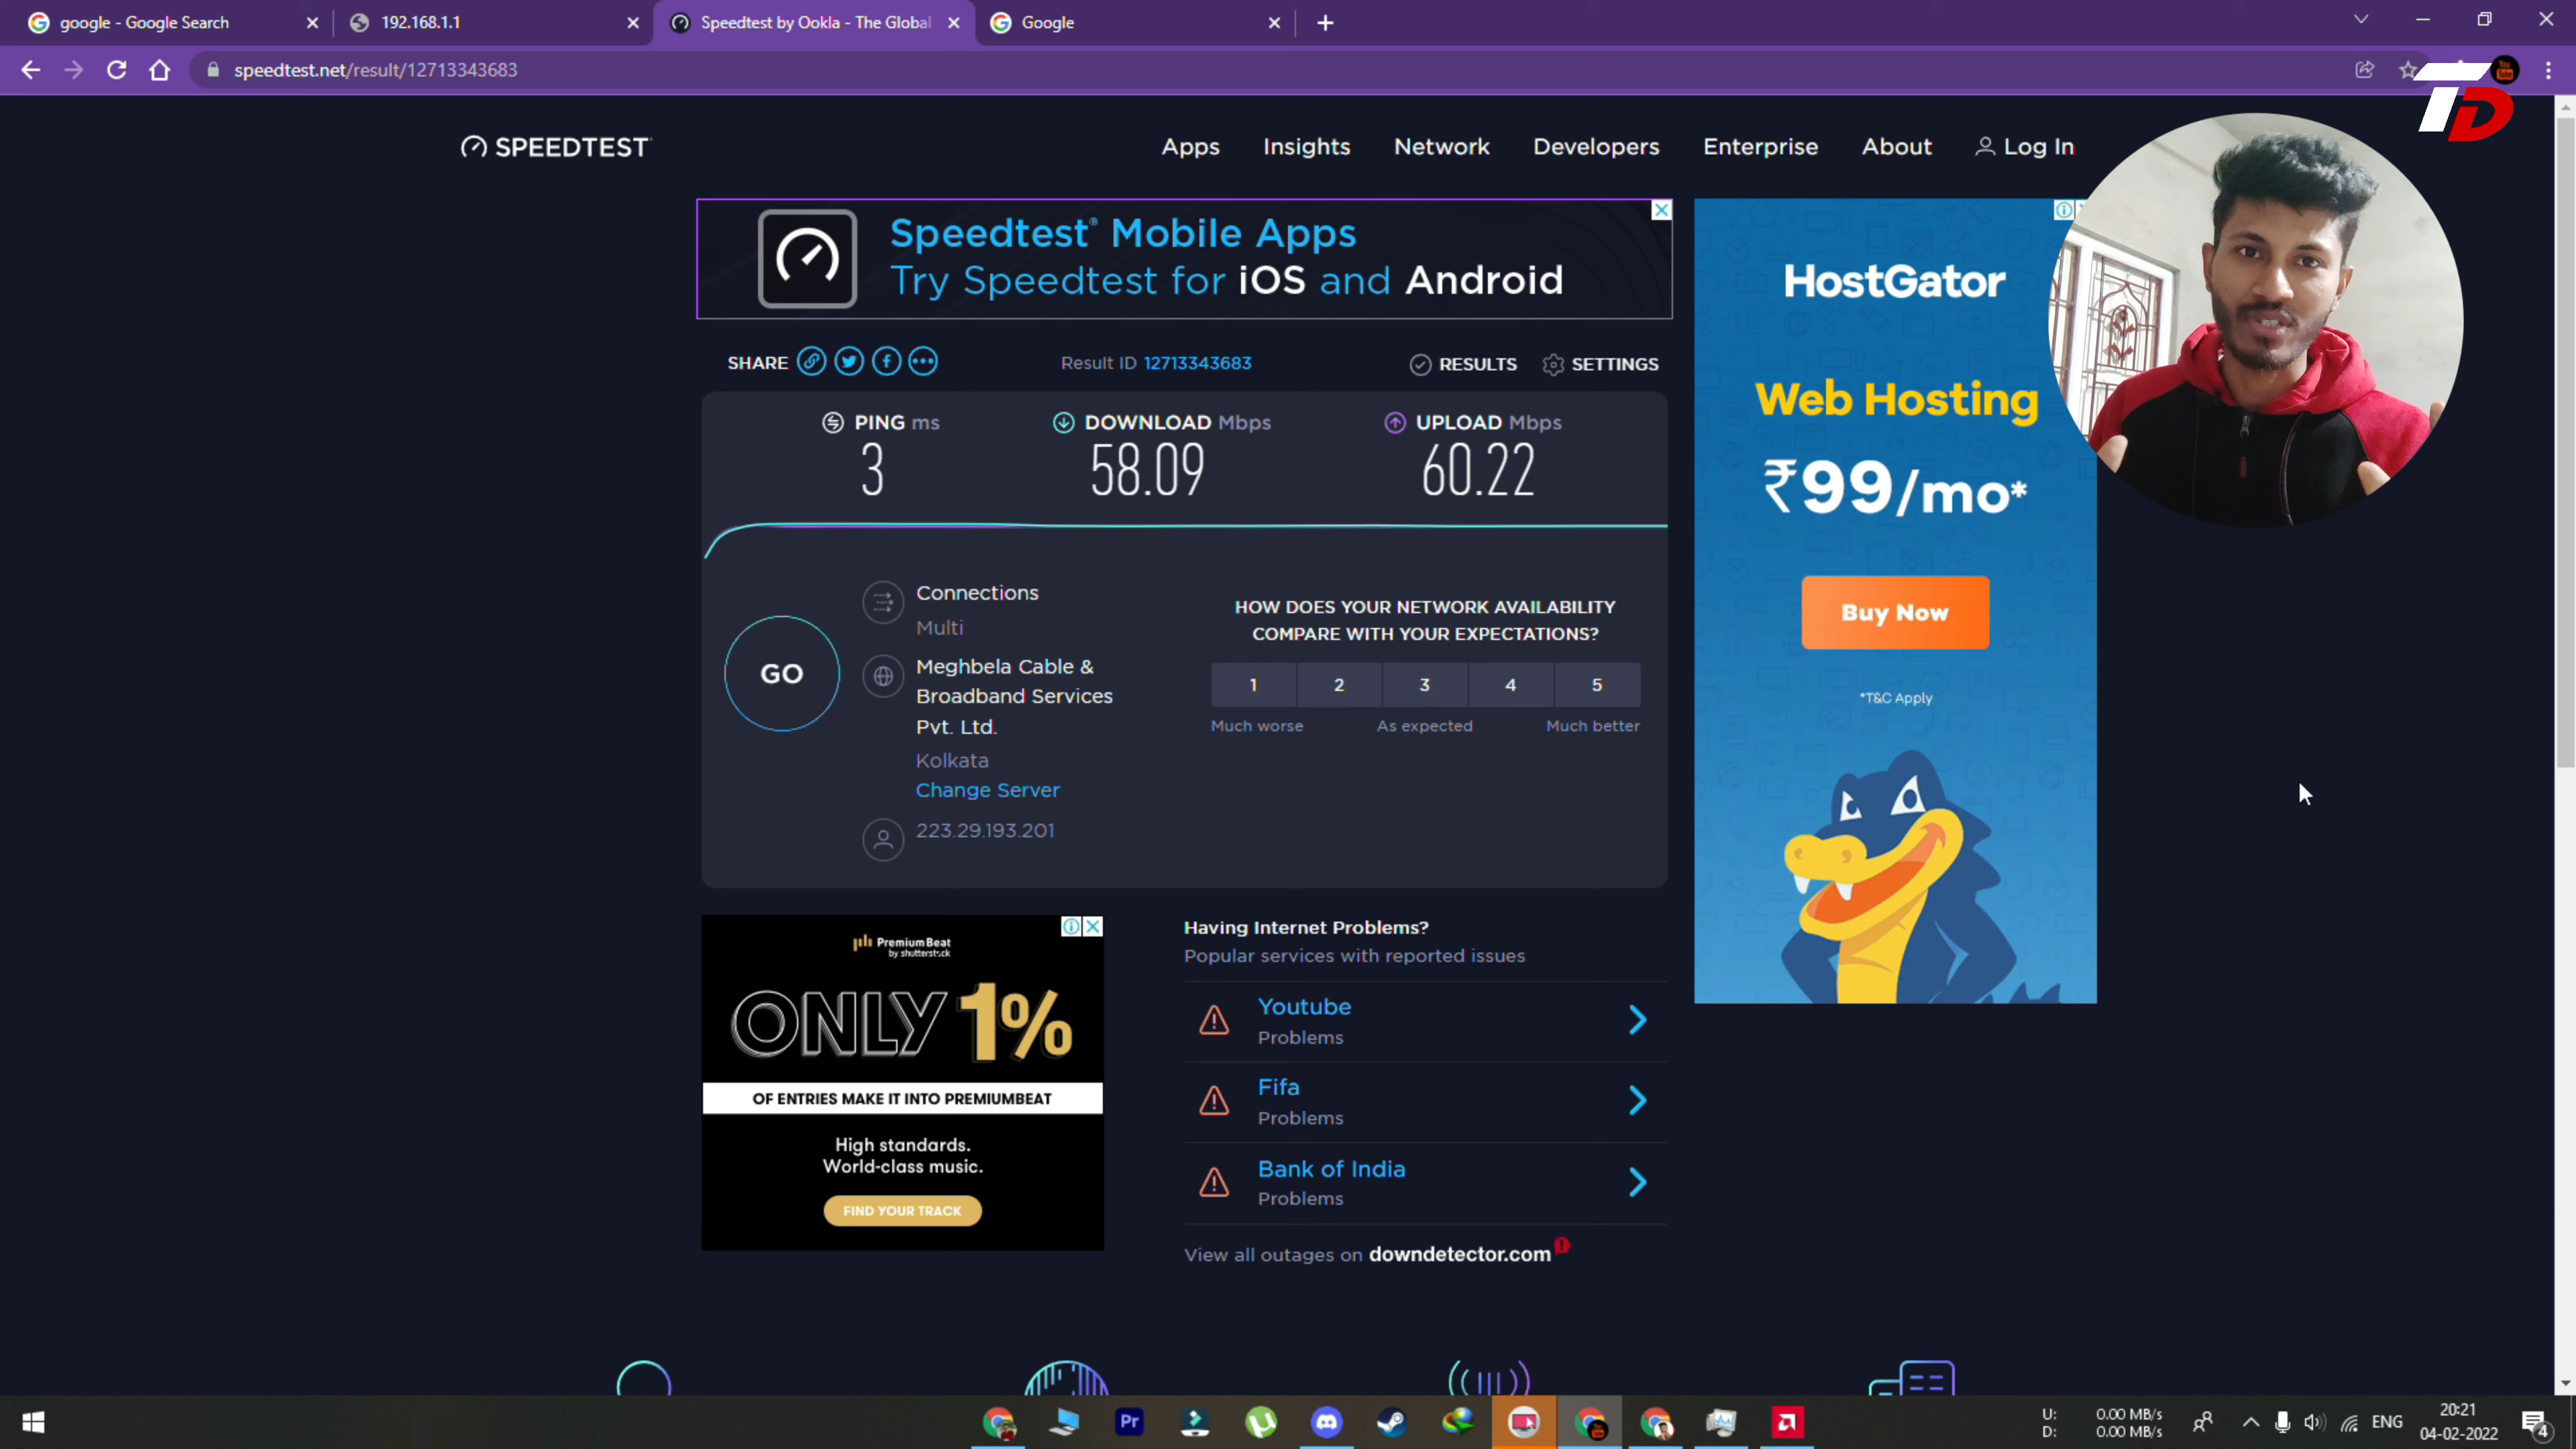 google - Google Search
192.168.1.1
Speedtest by Ookla - The Global
Google
speedtest.net/result/12713343683
TD
SPEEDTEST
Apps
Insights
Network
Developers
Enterprise
About
Log In
Speedtest® Mobile Apps
Try Speedtest for iOS and Android
SHARE
Result ID 12713343683
RESULTS
SETTINGS
PING ms
3
DOWNLOAD Mbps
58.09
UPLOAD Mbps
60.22
GO
Connections
Multi
Meghbela Cable &
Broadband Services
Pvt. Ltd.
Kolkata
Change Server
223.29.193.201
HOW DOES YOUR NETWORK AVAILABILITY
COMPARE WITH YOUR EXPECTATIONS?
1 2 3 4 5
Much worse As expected Much better
HostGator
Web Hosting
₹99/mo*
Buy Now
*T&C Apply
PremiumBeat
by shutterstock
ONLY 1%
OF ENTRIES MAKE IT INTO PREMIUMBEAT
High standards.
World-class music.
FIND YOUR TRACK
Having Internet Problems?
Popular services with reported issues
Youtube
Problems
Fifa
Problems
Bank of India
Problems
View all outages on downdetector.com
Pr
U: 0.00 MB/s
D: 0.00 MB/s
ENG
20:21
04-02-2022
4